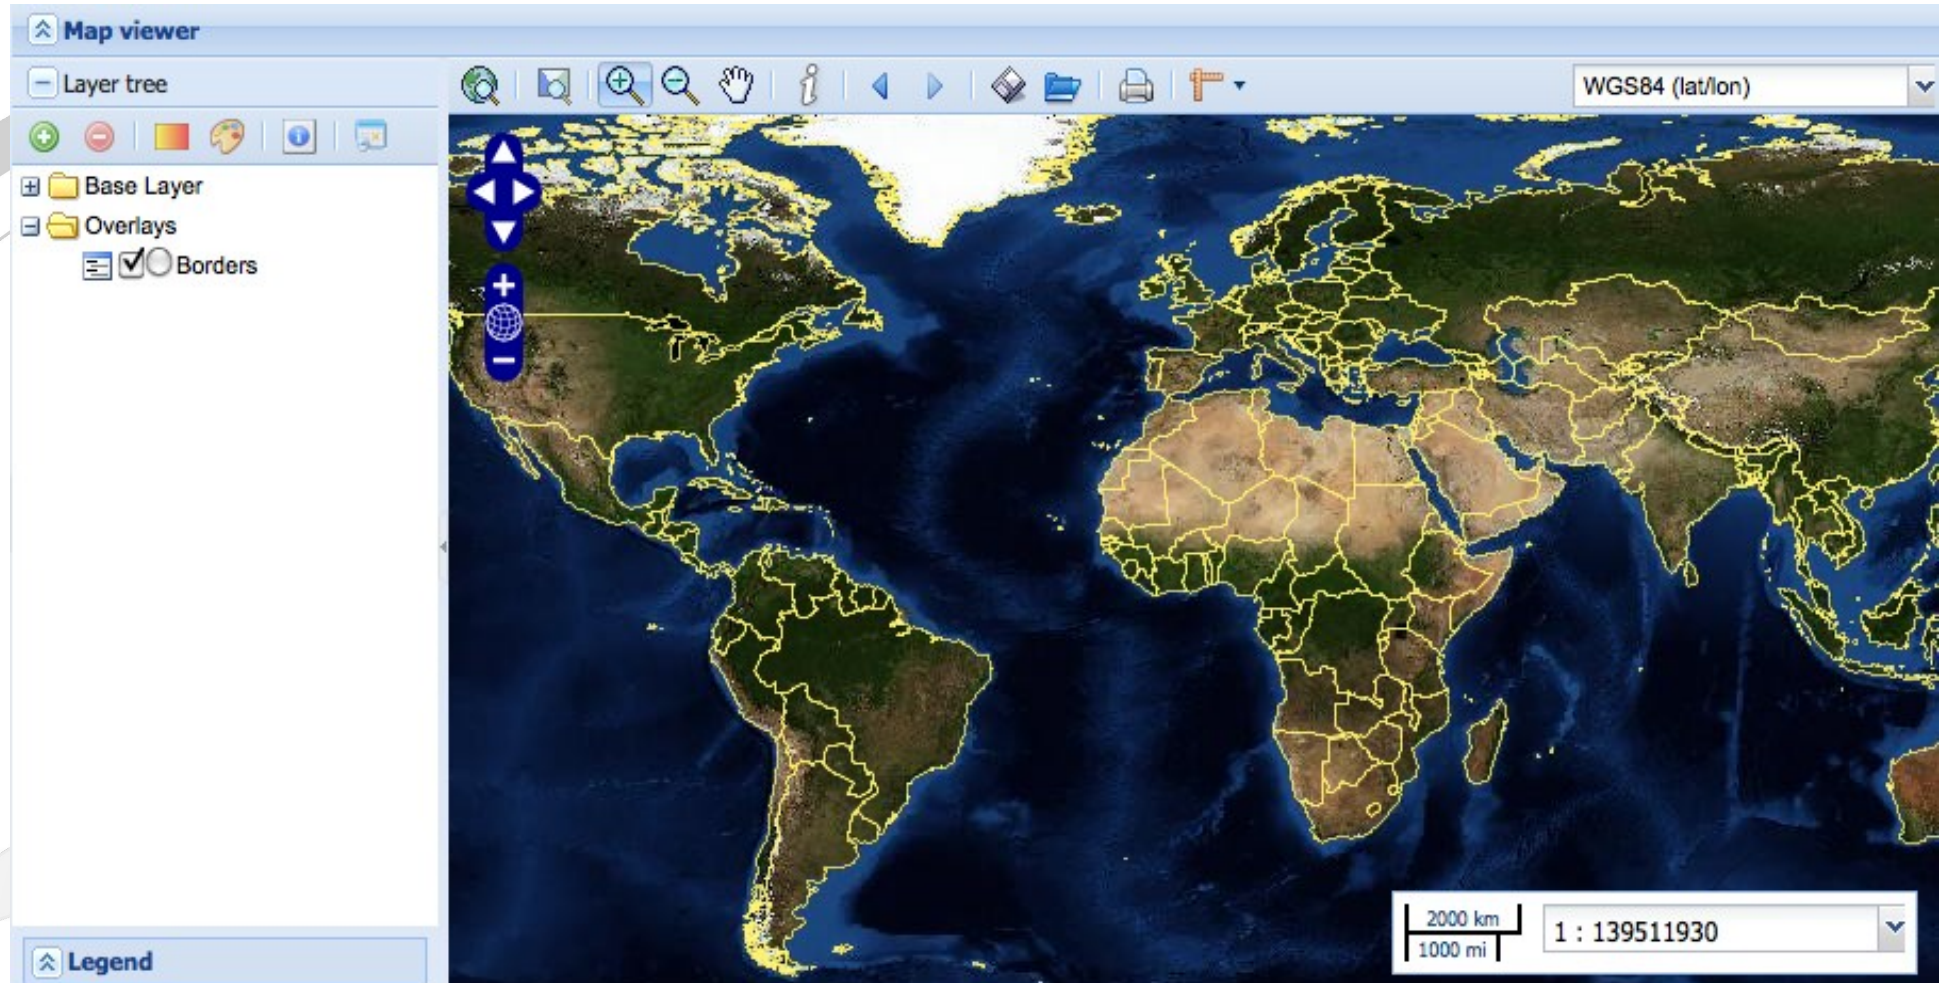 Map viewer
Layer tree
WGS84 (lat/lon)
Base Layer
Overlays
Borders
2000 km
1000 mi
1 : 139511930
Legend